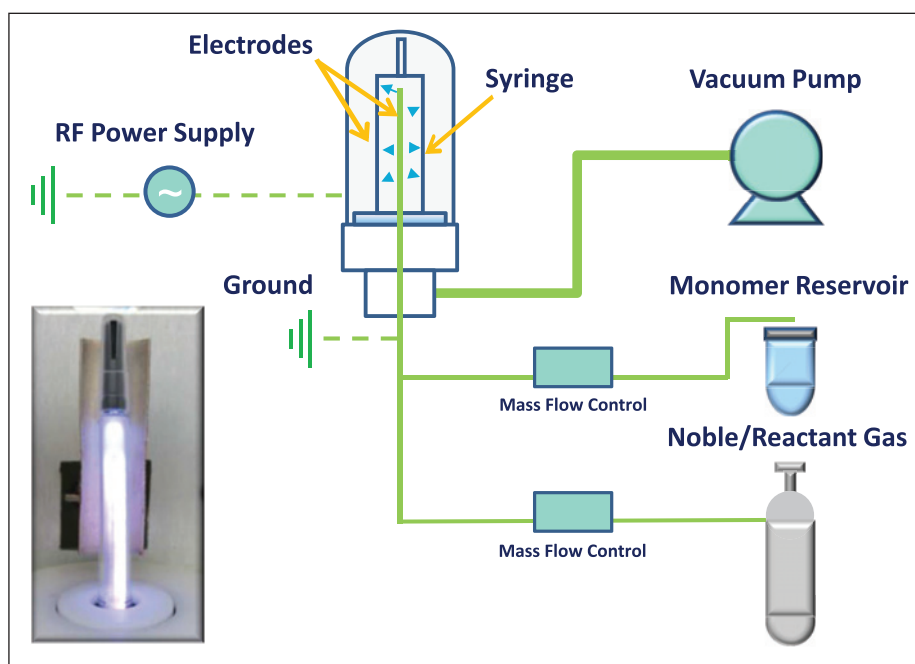 Electrodes
Syringe
Vacuum Pump
RF Power Supply
~
Ground
Monomer Reservoir
Mass Flow Control
Noble/Reactant Gas
Mass Flow Control